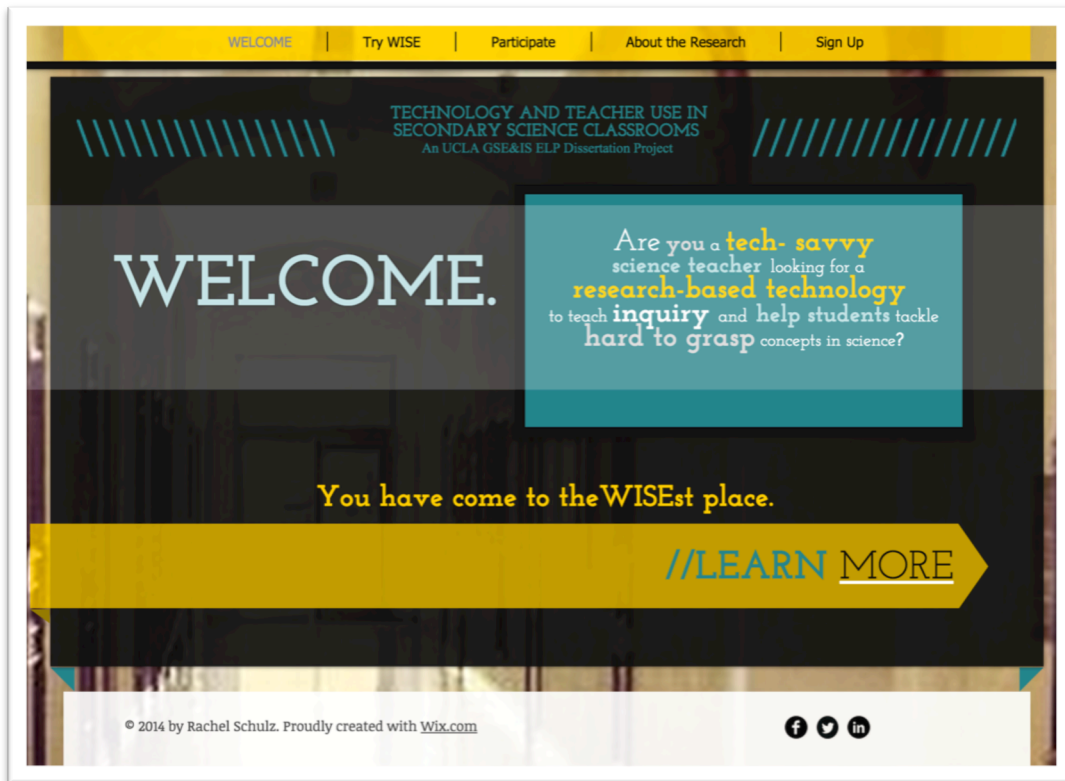 WELCOME | Try WISE | Participate | About the Research | Sign Up
TECHNOLOGY AND TEACHER USE IN
SECONDARY SCIENCE CLASSROOMS
An UCLA GSE&IS ELP Dissertation Project
WELCOME.
Are you a tech- savvy
science teacher looking for a
research-based technology
to teach inquiry and help students tackle
hard to grasp concepts in science?
You have come to theWISEst place.
//LEARN MORE
© 2014 by Rachel Schulz. Proudly created with Wix.com